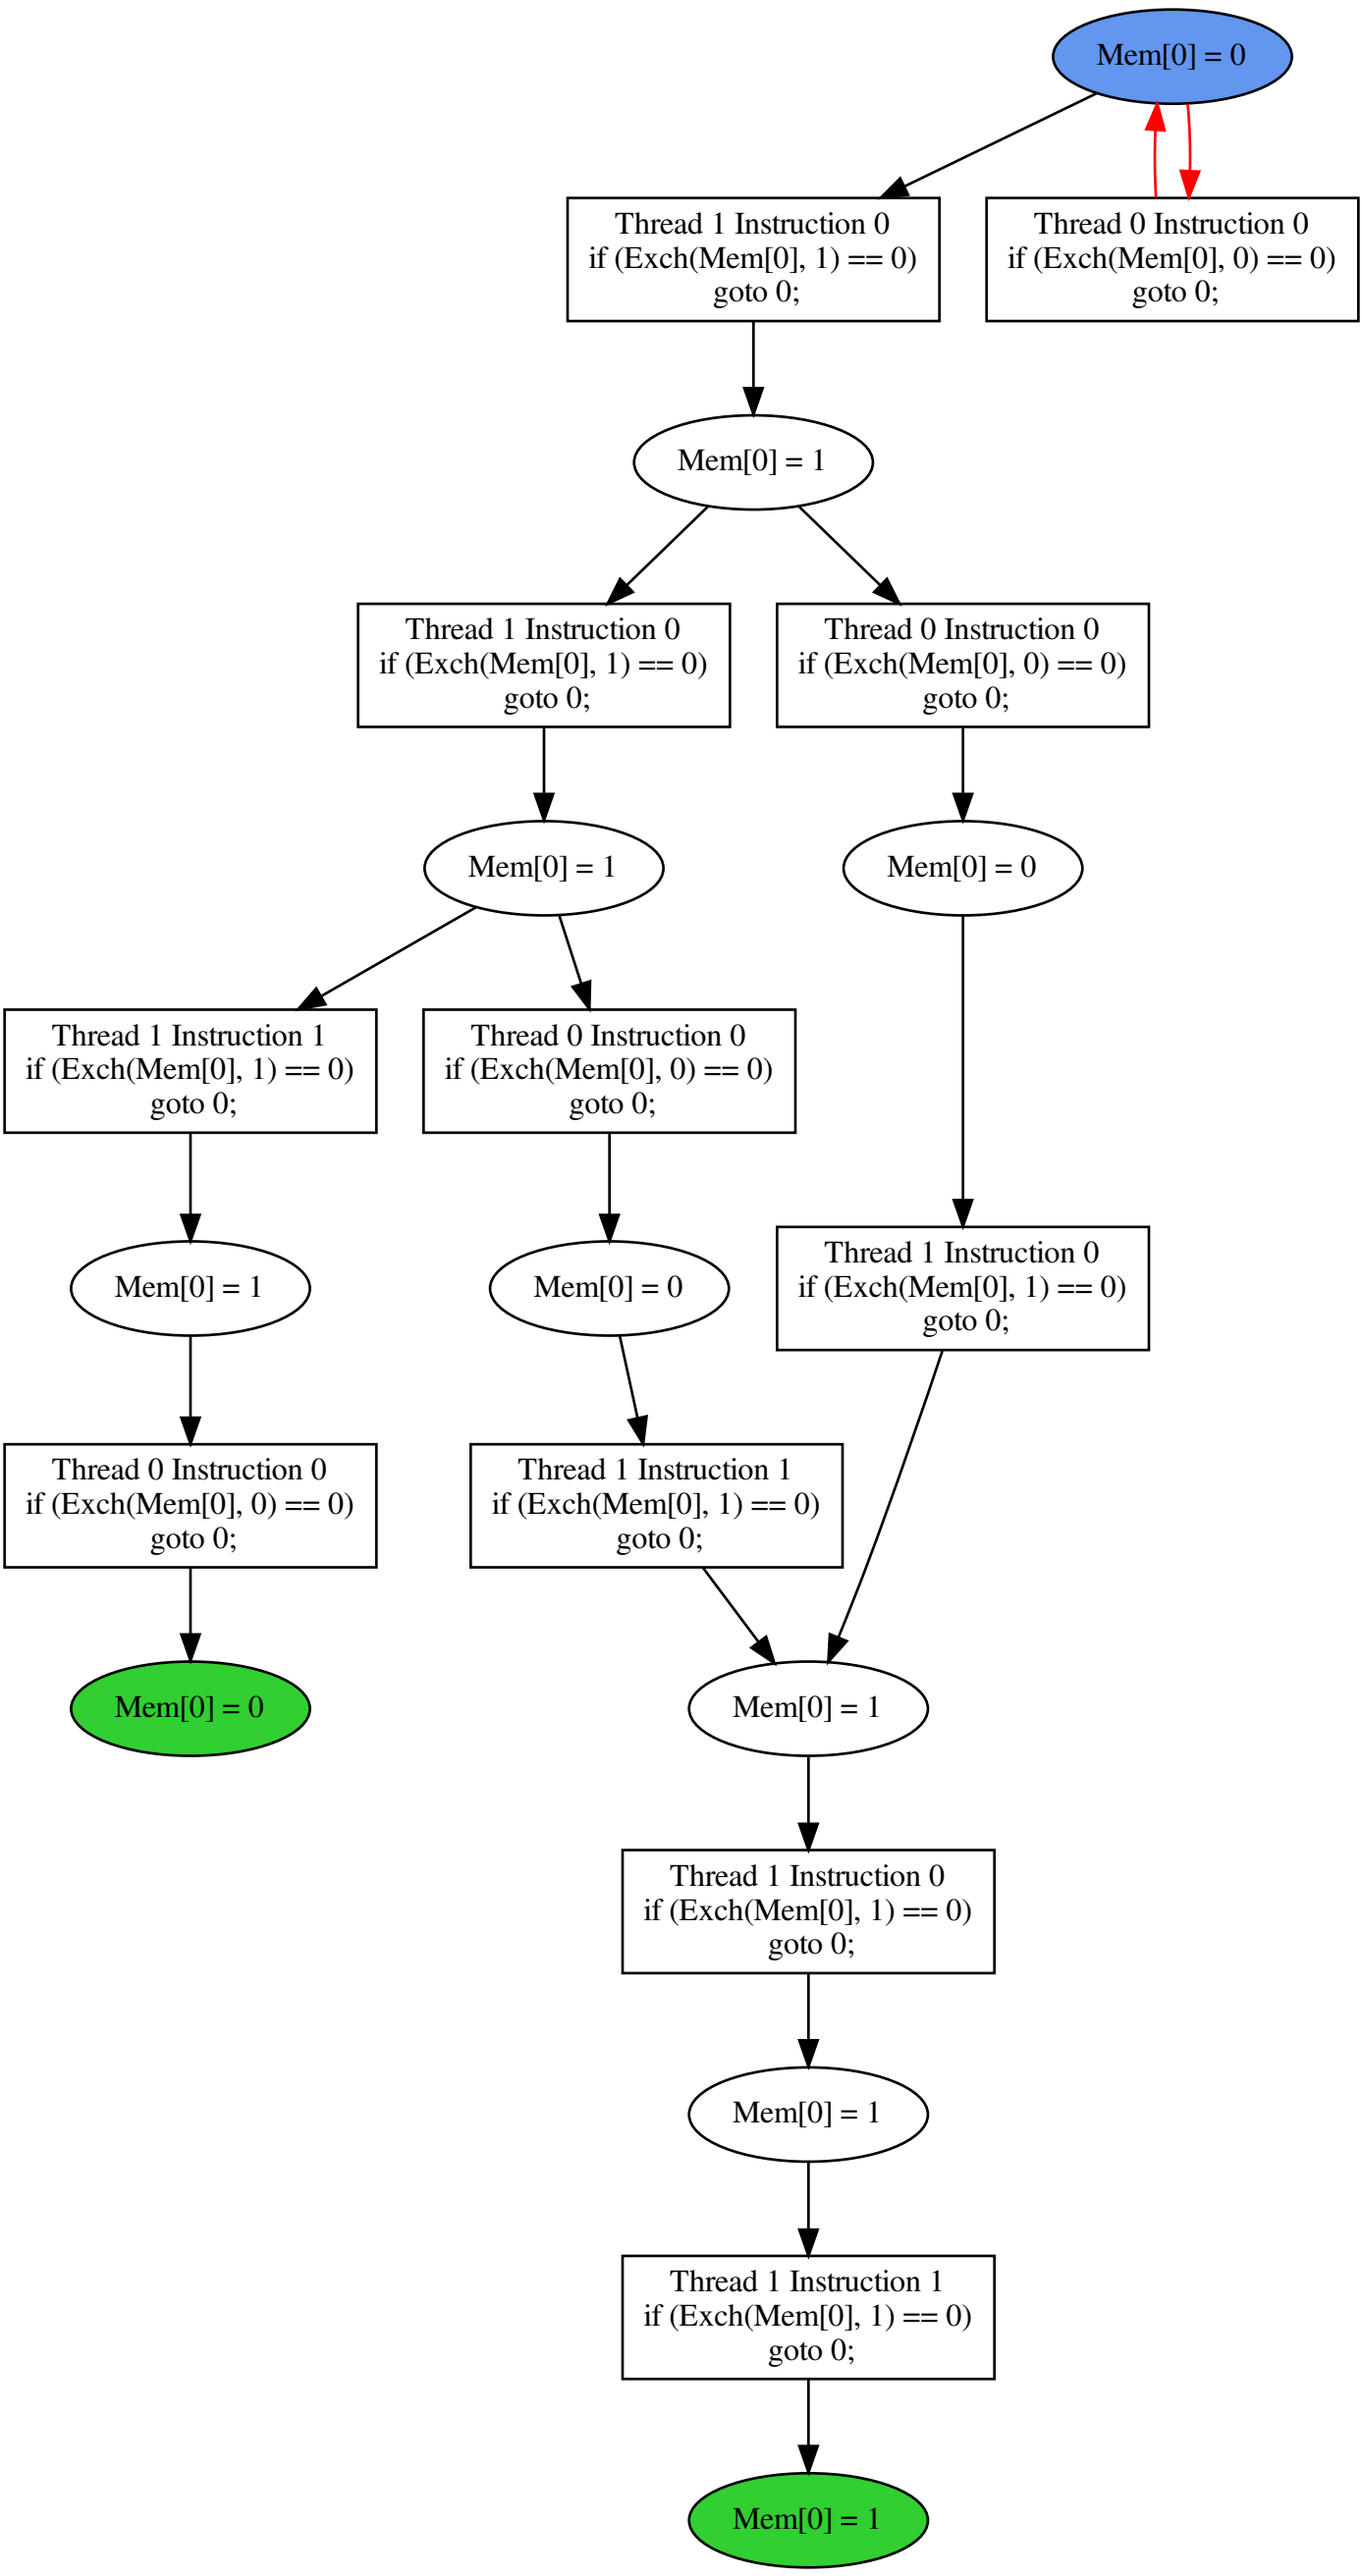 Mem[0] = 0
Thread 1 Instruction 0
if (Exch(Mem[0], 1) == 0)
goto 0;
Thread 0 Instruction 0
if (Exch(Mem[0], 0) == 0)
goto 0;
Mem[0] = 1
Thread 1 Instruction 0
if (Exch(Mem[0], 1) == 0)
goto 0;
Thread 0 Instruction 0
if (Exch(Mem[0], 0) == 0)
goto 0;
Mem[0] = 1
Mem[0] = 0
Thread 1 Instruction 1
if (Exch(Mem[0], 1) == 0)
goto 0;
Thread 0 Instruction 0
if (Exch(Mem[0], 0) == 0)
goto 0;
Mem[0] = 1
Mem[0] = 0
Thread 1 Instruction 0
if (Exch(Mem[0], 1) == 0)
goto 0;
Thread 0 Instruction 0
if (Exch(Mem[0], 0) == 0)
goto 0;
Thread 1 Instruction 1
if (Exch(Mem[0], 1) == 0)
goto 0;
Mem[0] = 0
Mem[0] = 1
Thread 1 Instruction 0
if (Exch(Mem[0], 1) == 0)
goto 0;
Mem[0] = 1
Thread 1 Instruction 1
if (Exch(Mem[0], 1) == 0)
goto 0;
Mem[0] = 1